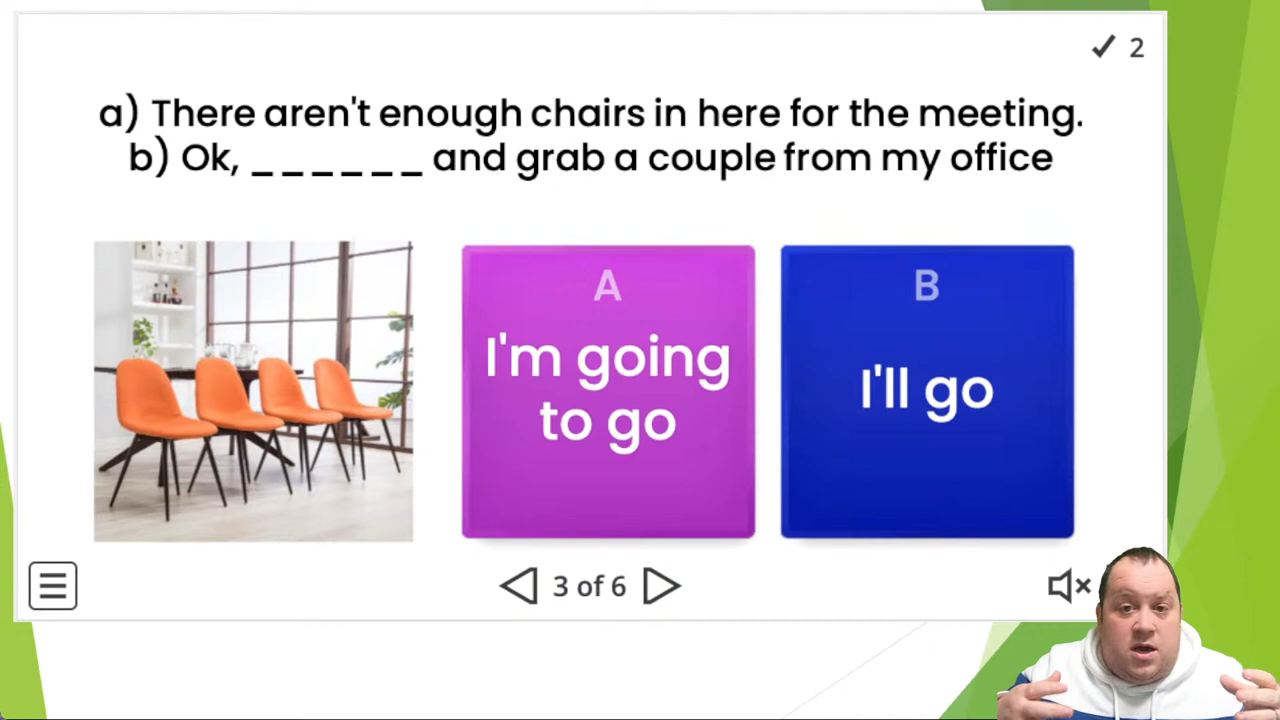 ✓ 2
a) There aren't enough chairs in here for the meeting.
b) Ok, ______ and grab a couple from my office
A
I'm going
to go
B
I'll go
3 of 6